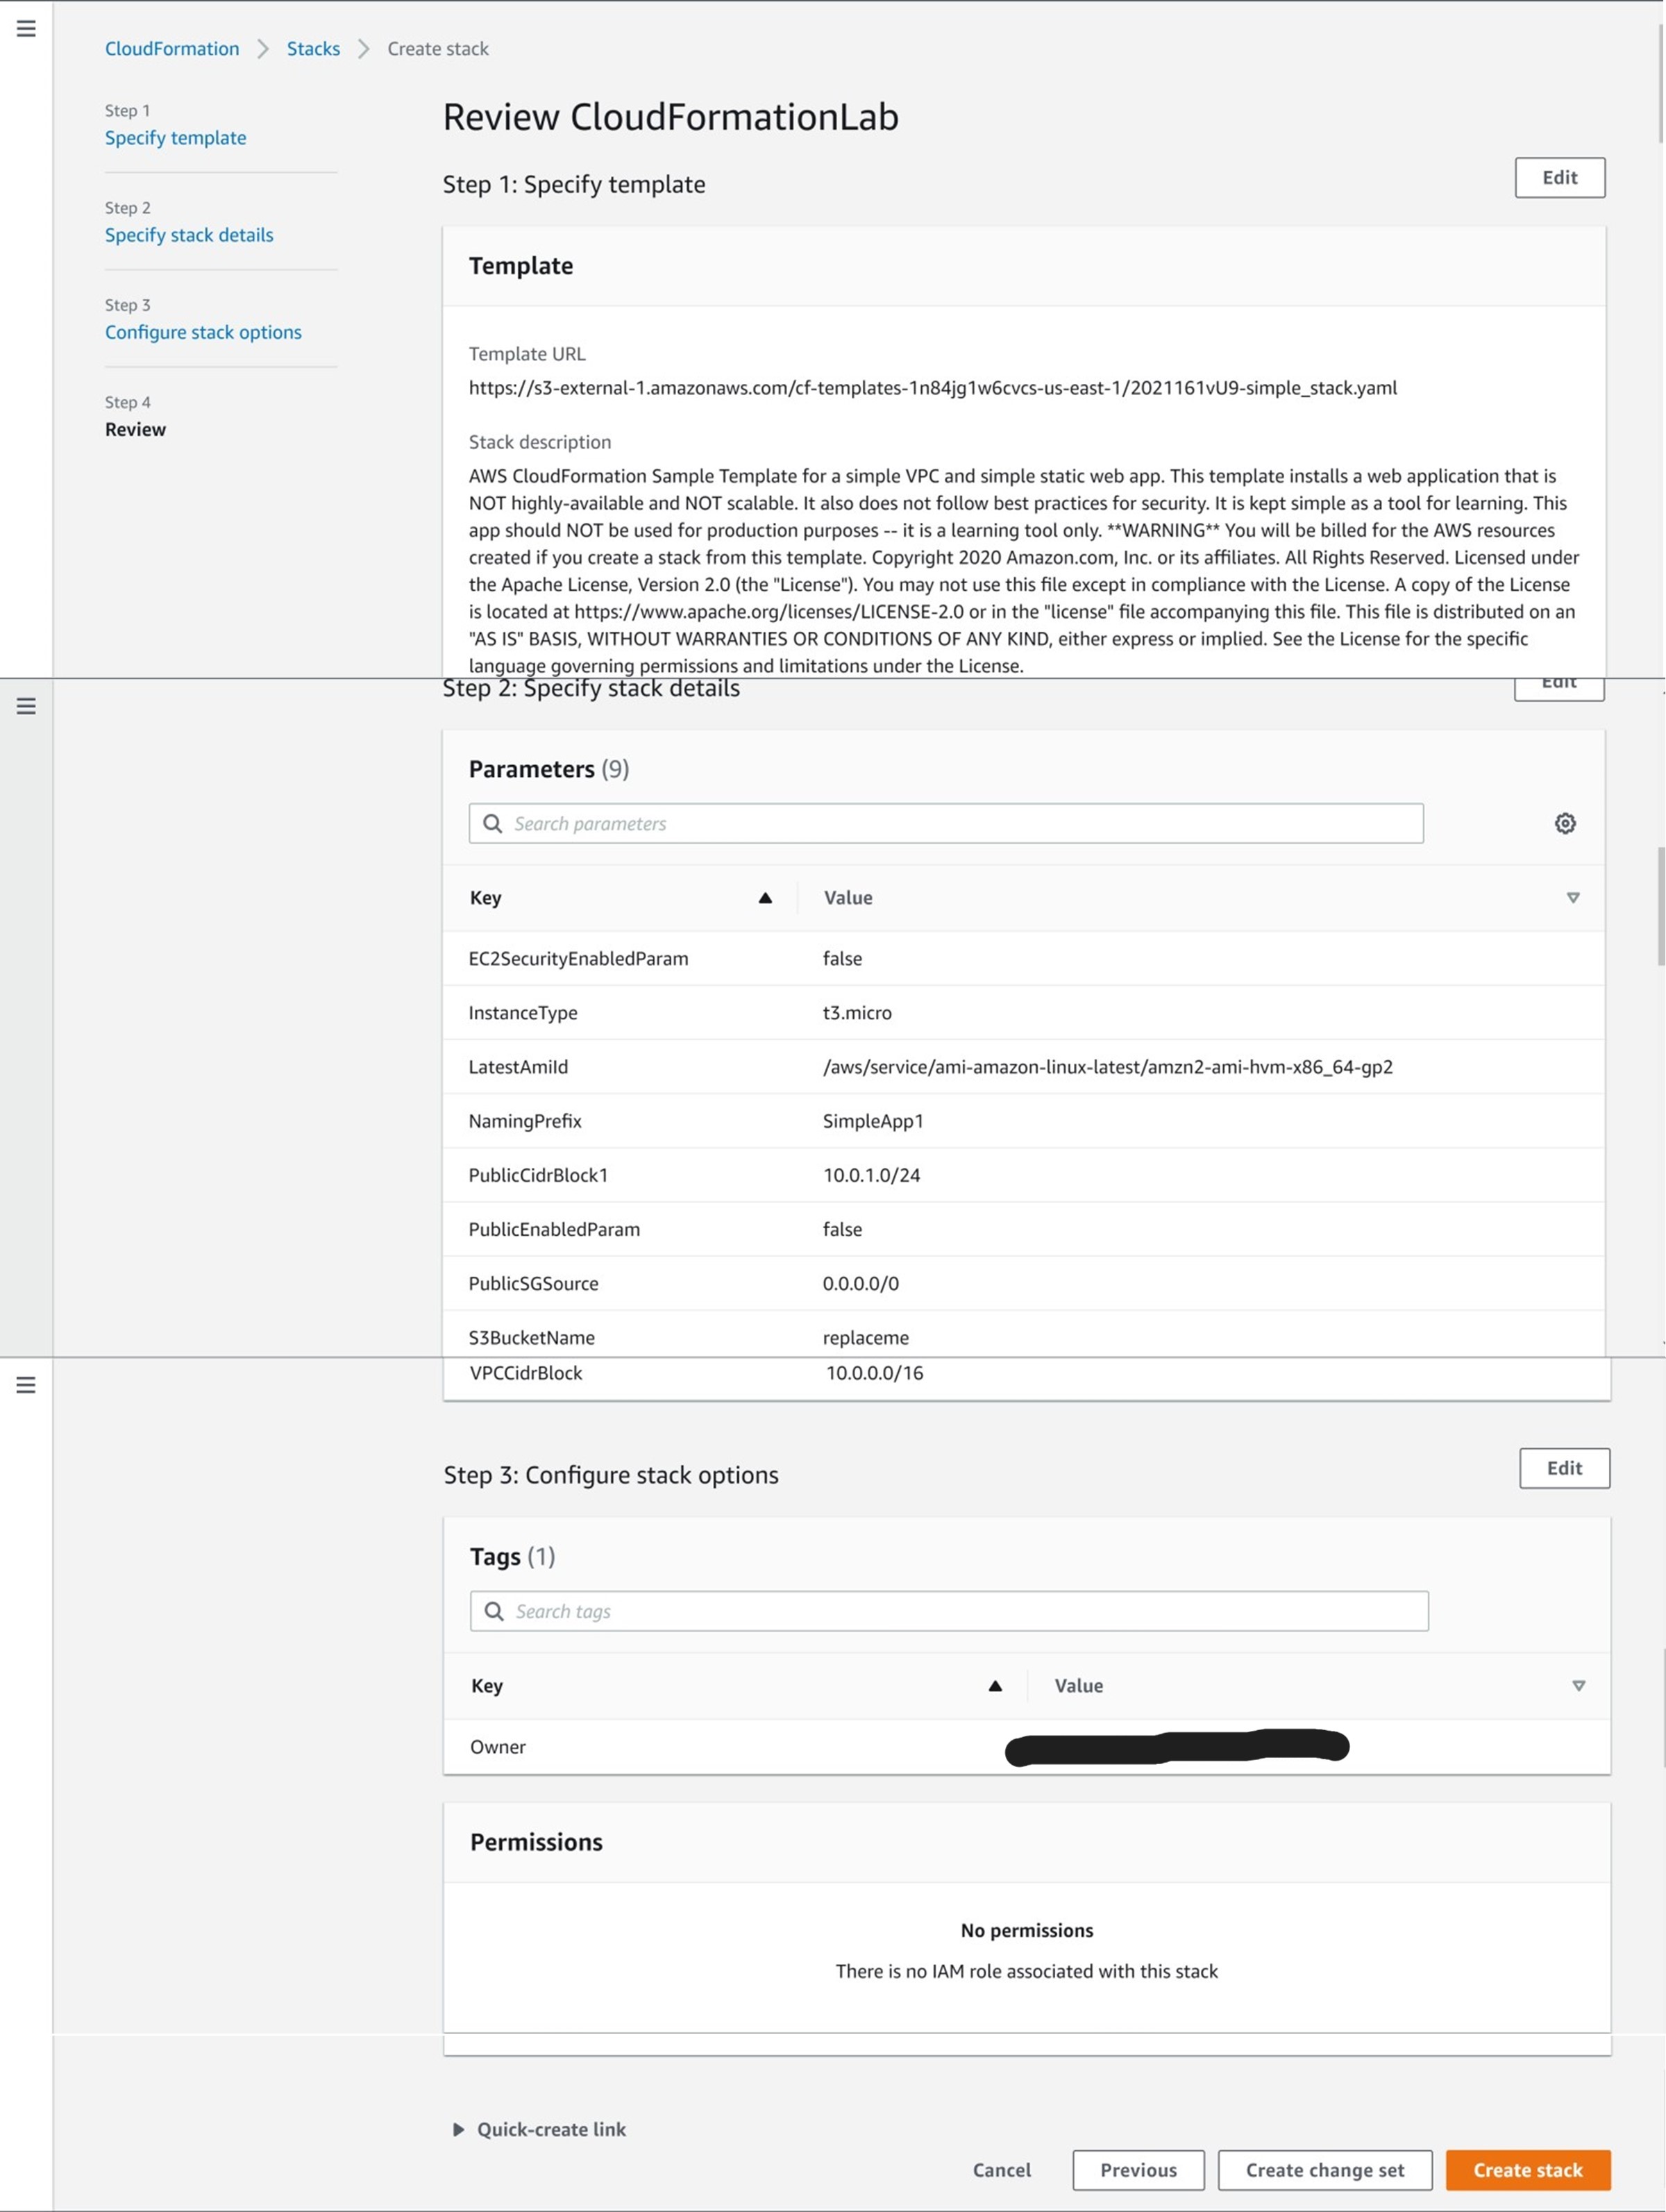 CloudFormation > Stacks > Create stack
Step 1
Specify template
Step 2
Specify stack details
Step 3
Configure stack options
Step 4
Review
Review CloudFormationLab
Step 1: Specify template
Edit
Template
Template URL
https://s3-external-1.amazonaws.com/cf-templates-1n84jg1w6cvcs-us-east-1/2021161vU9-simple_stack.yaml
Stack description
AWS CloudFormation Sample Template for a simple VPC and simple static web app. This template installs a web application that is
NOT highly-available and NOT scalable. It also does not follow best practices for security. It is kept simple as a tool for learning. This
app should NOT be used for production purposes -- it is a learning tool only. **WARNING** You will be billed for the AWS resources
created if you create a stack from this template. Copyright 2020 Amazon.com, Inc. or its affiliates. All Rights Reserved. Licensed under
the Apache License, Version 2.0 (the "License"). You may not use this file except in compliance with the License. A copy of the License
is located at https://www.apache.org/licenses/LICENSE-2.0 or in the "license" file accompanying this file. This file is distributed on an
"AS IS" BASIS, WITHOUT WARRANTIES OR CONDITIONS OF ANY KIND, either express or implied. See the License for the specific
language governing permissions and limitations under the License.
Step 2: Specify stack details
Edit
Parameters (9)
Search parameters
Key Value
EC2SecurityEnabledParam false
InstanceType t3.micro
LatestAmiId /aws/service/ami-amazon-linux-latest/amzn2-ami-hvm-x86_64-gp2
NamingPrefix SimpleApp1
PublicCidrBlock1 10.0.1.0/24
PublicEnabledParam false
PublicSGSource 0.0.0.0/0
S3BucketName replaceme
VPCCidrBlock 10.0.0.0/16
Step 3: Configure stack options
Edit
Tags (1)
Search tags
Key Value
Owner
Permissions
No permissions
There is no IAM role associated with this stack
Quick-create link
Cancel Previous Create change set Create stack